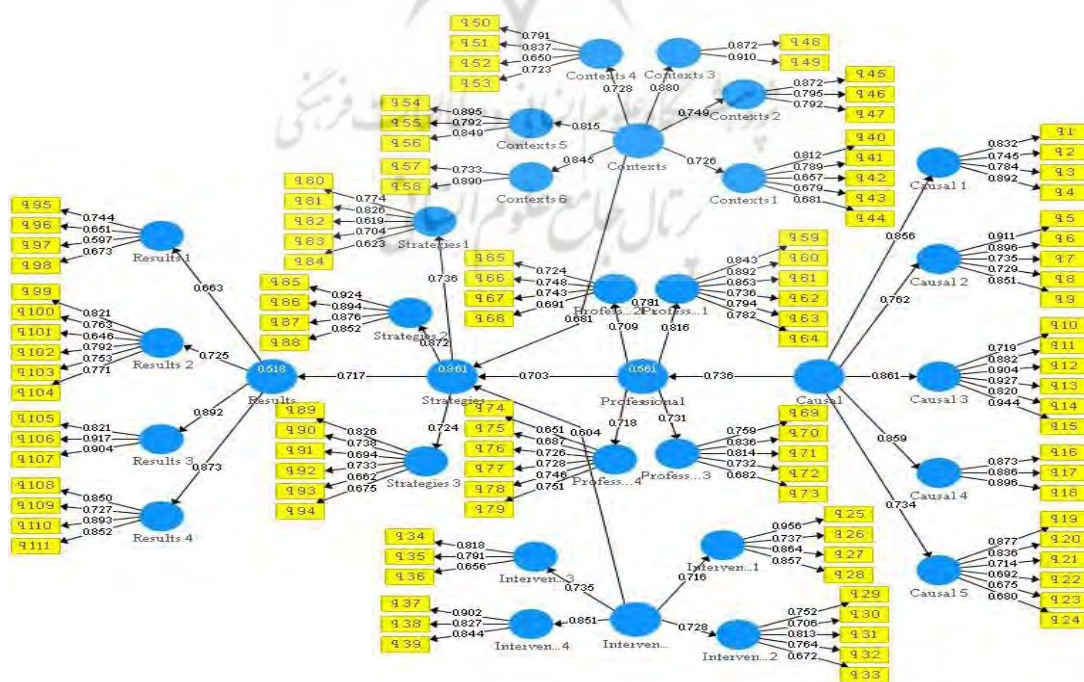 q50
q51
q52
q53
0.791
0.837
0.650
0.723
Contexts 4
0.728
Contexts 3
0.880
0.872
0.910
q48
q49
Contexts 2
0.749
0.872
0.795
0.792
q45
q46
q47
q54
q55
q56
0.895
0.792
0.849
Contexts 5
0.815
Contexts
پرتال جامع علوم انسانی
q57
q58
0.733
0.890
Contexts 6
0.845
0.726
Contexts 1
0.812
0.789
0.657
0.679
0.681
q40
q41
q42
q43
q44
q1
q2
q3
q4
0.832
0.745
0.784
0.892
Causal 1
0.856
q5
q6
q7
q8
q9
0.911
0.896
0.735
0.729
0.851
Causal 2
0.762
q10
q11
q12
q13
q14
q15
0.719
0.882
0.904
0.927
0.820
0.944
Causal 3
0.861
q16
q17
q18
0.873
0.886
0.896
Causal 4
0.859
q19
q20
q21
q22
q23
q24
0.877
0.836
0.714
0.692
0.675
0.680
Causal 5
0.734
Causal
0.736
q80
q81
q82
q83
q84
0.774
0.826
0.619
0.704
0.623
Strategies 1
0.736
q85
q86
q87
q88
0.924
0.894
0.876
0.852
Strategies 2
0.872
q89
q90
q91
q92
q93
q94
0.826
0.738
0.694
0.733
0.662
0.675
Strategies 3
0.724
Strategies
0.717
0.681
0.703
0.604
q65
q66
q67
q68
0.724
0.748
0.743
0.691
Profess...2
0.709
q59
q60
q61
q62
q63
q64
0.843
0.892
0.853
0.736
0.794
0.782
Profess...1
0.816
0.561
Professional
q74
q75
q76
q77
q78
q79
0.651
0.687
0.726
0.728
0.746
0.751
Profess...4
0.718
q69
q70
q71
q72
q73
0.759
0.836
0.814
0.732
0.682
Profess...3
0.731
q95
q96
q97
q98
0.744
0.651
0.597
0.673
Results 1
0.663
q99
q100
q101
q102
q103
q104
0.821
0.763
0.646
0.792
0.753
0.771
Results 2
0.725
0.518
Results
q105
q106
q107
0.821
0.917
0.904
Results 3
0.892
q108
q109
q110
q111
0.850
0.727
0.893
0.852
Results 4
0.873
q34
q35
q36
0.818
0.791
0.656
Interven...3
0.735
q37
q38
q39
0.902
0.827
0.844
Interven...4
0.851
Interven...
q25
q26
q27
q28
0.956
0.737
0.864
0.857
Interven...1
0.716
q29
q30
q31
q32
q33
0.752
0.706
0.813
0.764
0.672
Interven...2
0.728